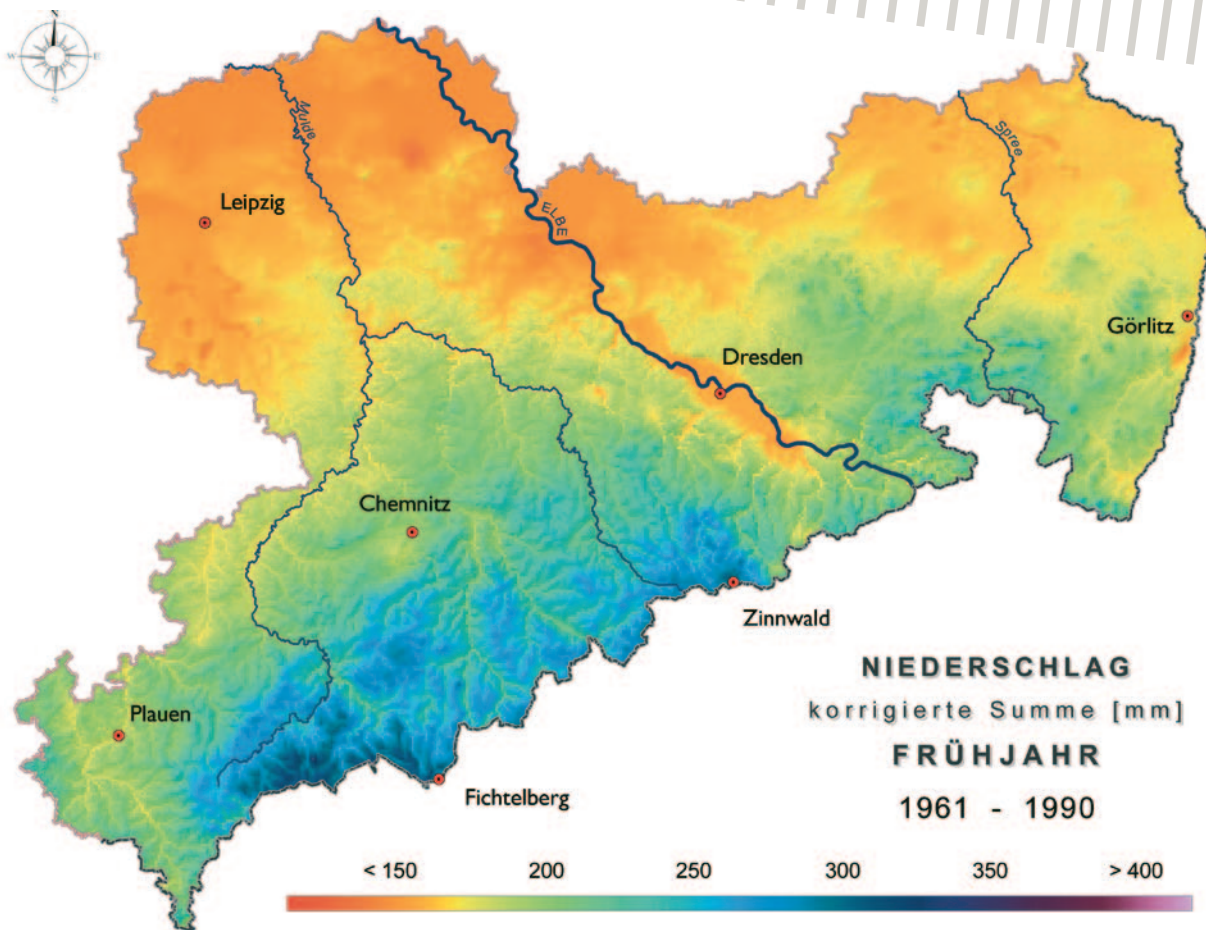 N
W E
S
Mulde
Spree
Leipzig
ELBE
Görlitz
Dresden
Chemnitz
Zinnwald
NIEDERSCHLAG
Plauen
korrigierte Summe [mm]
FRÜHJAHR
Fichtelberg
1961 - 1990
< 150 200 250 300 350 > 400